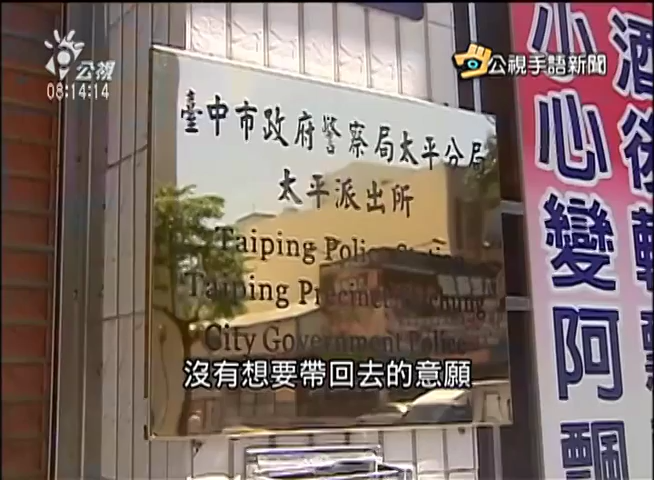 公視
08:14:14
公視手語新聞
臺中市政府警察局太平分局
太平派出所
Taiping Police Station
Taiping Precinct Taichung
City Government Police
沒有想要帶回去的意願
小心變阿飄
酒後